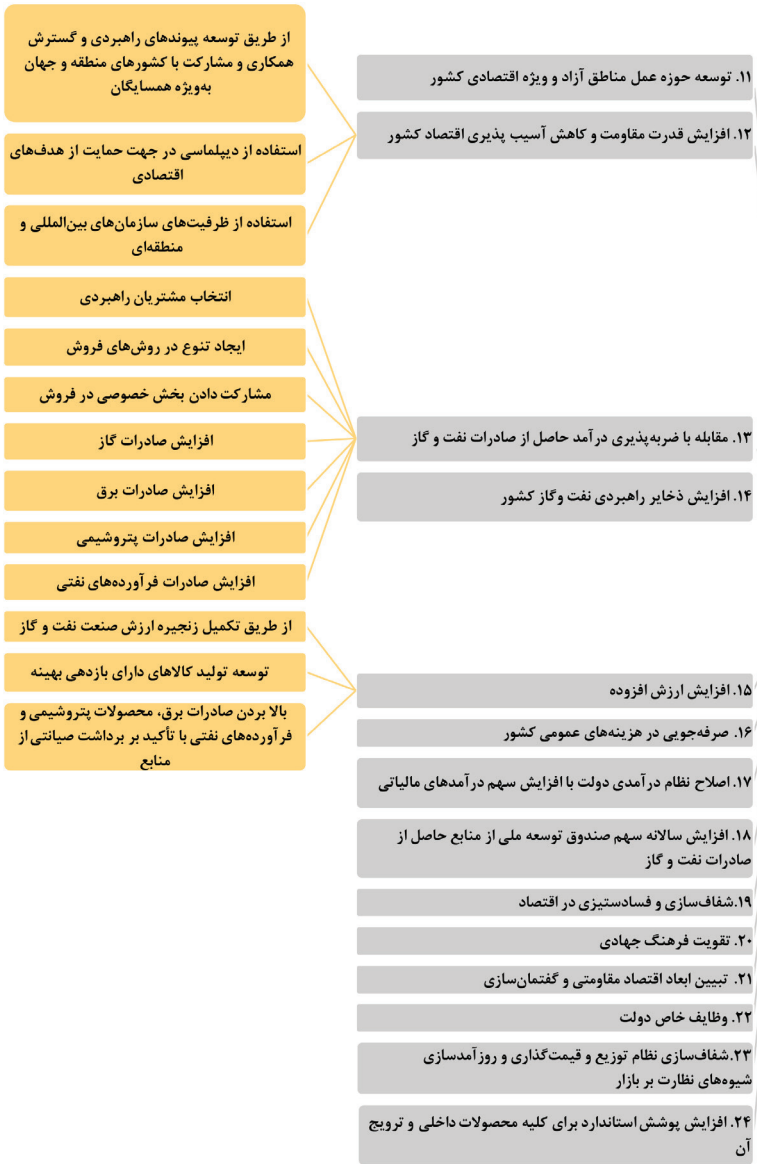 ۱۱. توسعه حوزه عمل مناطق آزاد و ویژه اقتصادی کشور
۱۲. افزایش قدرت مقاومت و کاهش آسیب پذیری اقتصاد کشور
از طریق توسعه پیوندهای راهبردی و گسترش
همکاری و مشارکت با کشورهای منطقه و جهان
به‌ویژه همسایگان
استفاده از دیپلماسی در جهت حمایت از هدف‌های
اقتصادی
استفاده از ظرفیت‌های سازمان‌های بین‌المللی و
منطقه‌ای
۱۳. مقابله با ضربه‌پذیری درآمد حاصل از صادرات نفت و گاز
انتخاب مشتریان راهبردی
ایجاد تنوع در روش‌های فروش
مشارکت دادن بخش خصوصی در فروش
افزایش صادرات گاز
افزایش صادرات برق
افزایش صادرات پتروشیمی
افزایش صادرات فرآورده‌های نفتی
۱۴. افزایش ذخایر راهبردی نفت وگاز کشور
۱۵. افزایش ارزش افزوده
از طریق تکمیل زنجیره ارزش صنعت نفت و گاز
توسعه تولید کالاهای دارای بازدهی بهینه
بالا بردن صادرات برق، محصولات پتروشیمی و
فرآورده‌های نفتی با تأکید بر برداشت صیانتی از
منابع
۱۶. صرفه‌جویی در هزینه‌های عمومی کشور
۱۷. اصلاح نظام درآمدی دولت با افزایش سهم درآمدهای مالیاتی
۱۸. افزایش سالانه سهم صندوق توسعه ملی از منابع حاصل از
صادرات نفت و گاز
۱۹.شفاف‌سازی و فسادستیزی در اقتصاد
۲۰. تقویت فرهنگ جهادی
۲۱. تبیین ابعاد اقتصاد مقاومتی و گفتمان‌سازی
۲۲. وظایف خاص دولت
۲۳.شفاف‌سازی نظام توزیع و قیمت‌گذاری و روزآمدسازی
شیوه‌های نظارت بر بازار
۲۴. افزایش پوشش استاندارد برای کلیه محصولات داخلی و ترویج
آن